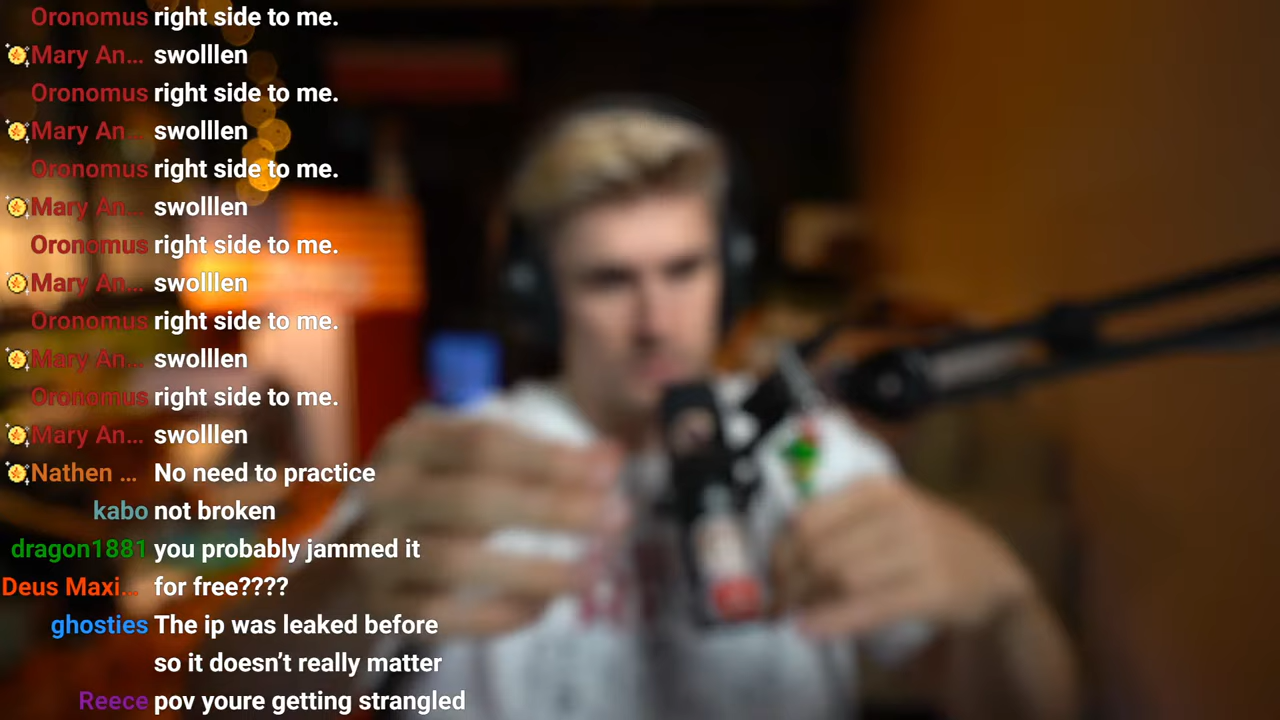 Oronomus right side to me.
Mary An... swolllen
Oronomus right side to me.
Mary An... swolllen
Oronomus right side to me.
Mary An... swolllen
Oronomus right side to me.
Mary An... swolllen
Oronomus right side to me.
Mary An... swolllen
Oronomus right side to me.
Mary An... swolllen
Nathen ... No need to practice
kabo not broken
dragon1881 you probably jammed it
Deus Maxi... for free????
ghosties The ip was leaked before
so it doesn’t really matter
Reece pov youre getting strangled